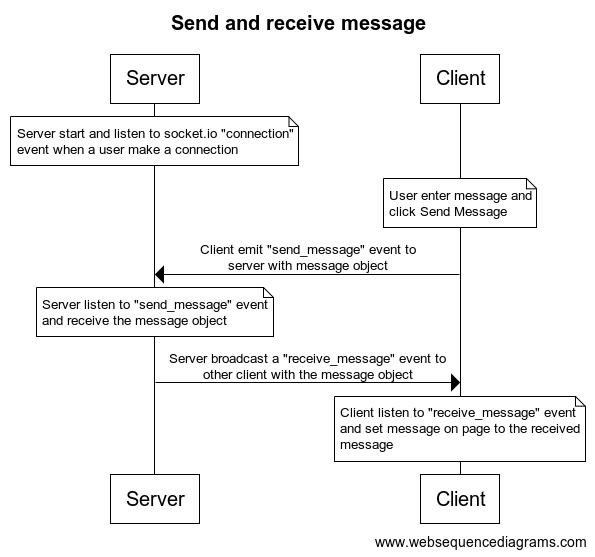 Send and receive message
Server
Client
Server start and listen to socket.io "connection"
event when a user make a connection
User enter message and
click Send Message
Client emit "send_message" event to
server with message object
Server listen to "send_message" event
and receive the message object
Server broadcast a "receive_message" event to
other client with the message object
Client listen to "receive_message" event
and set message on page to the received
message
Server
Client
www.websequencediagrams.com